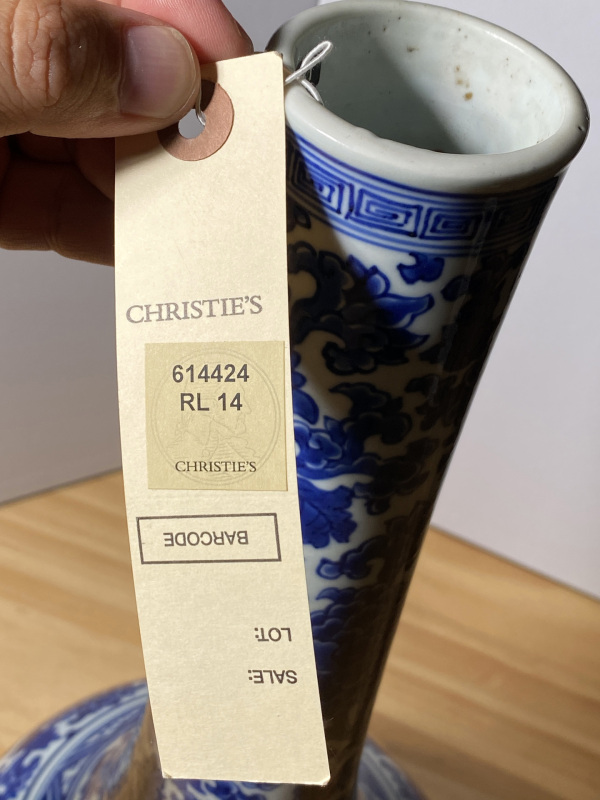 CHRISTIE'S
614424
RL 14
CHRISTIE'S
BARCODE
LOT:
SALE: